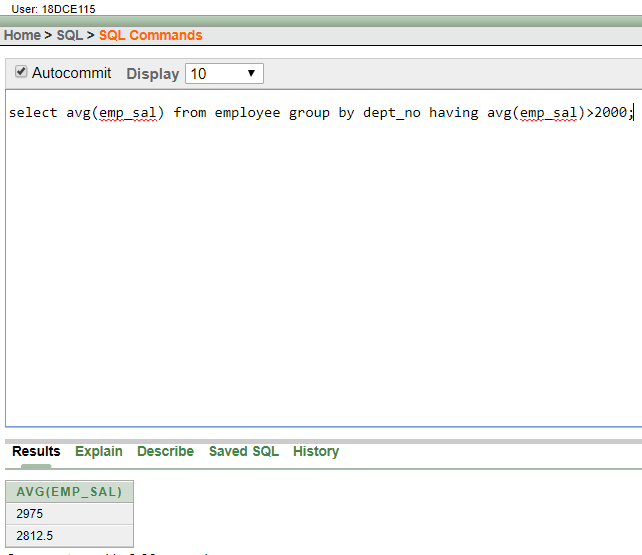 User: 18DCE115
Home > SQL > SQL Commands
Autocommit Display 10
select avg(emp_sal) from employee group by dept_no having avg(emp_sal)>2000;
Results Explain Describe Saved SQL History
AVG(EMP_SAL)
2975
2812.5